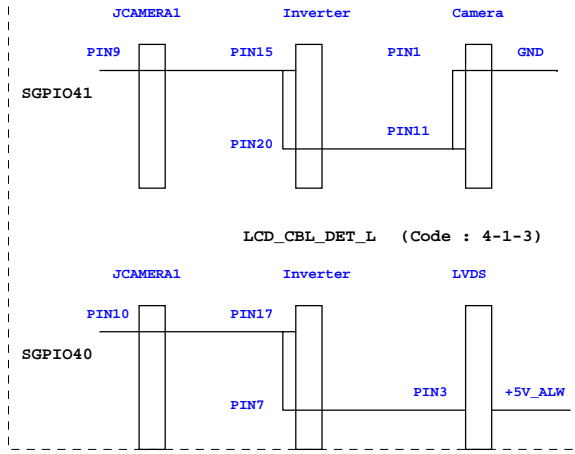 JCAMERA1 Inverter Camera
PIN9 PIN15 PIN1 GND
SGPIO41
PIN20 PIN11
LCD_CBL_DET_L (Code : 4-1-3)
JCAMERA1 Inverter LVDS
PIN10 PIN17
SGPIO40
PIN7 PIN3 +5V_ALW